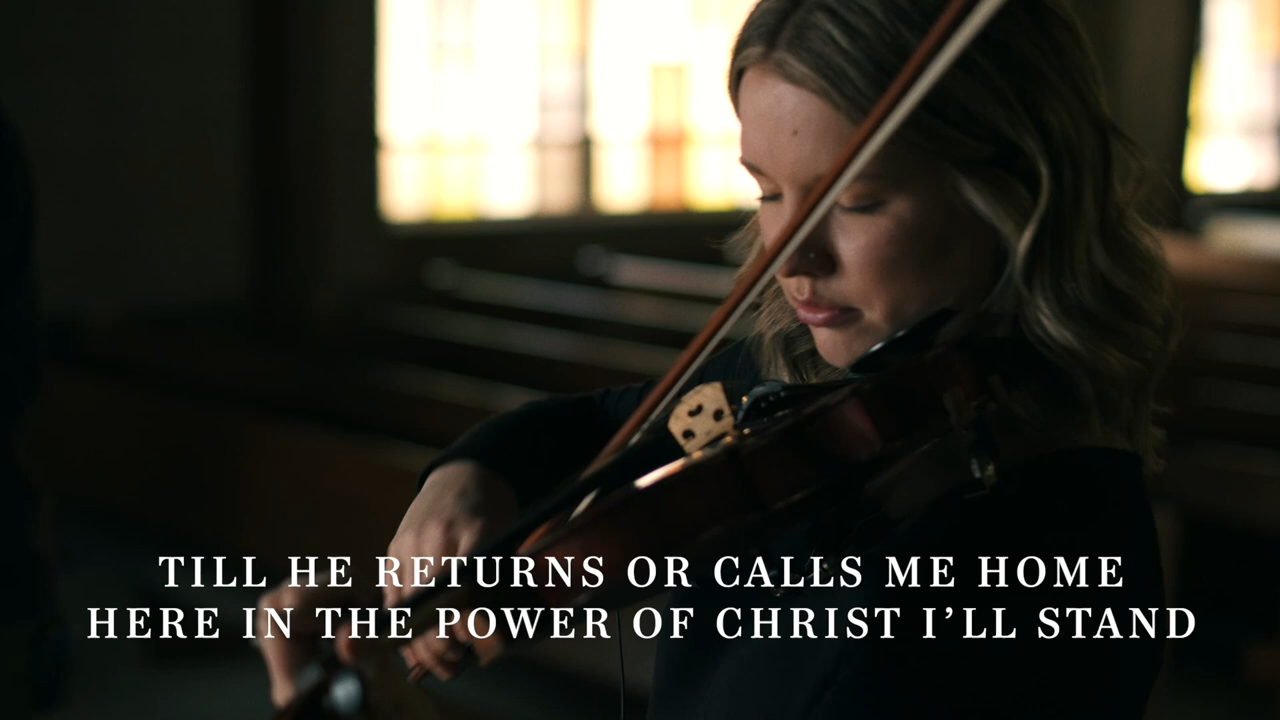 TILL HE RETURNS OR CALLS ME HOME
HERE IN THE POWER OF CHRIST I’LL STAND